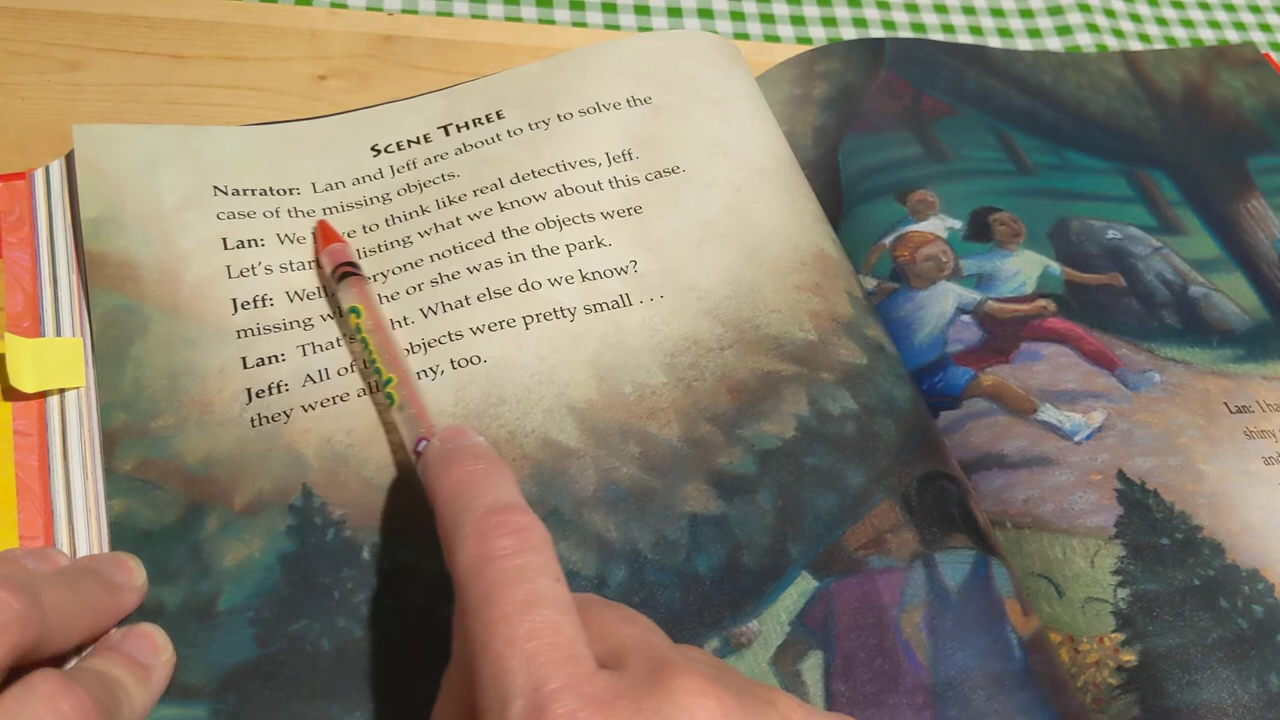 SCENE THREE
Narrator: Lan and Jeff are about to try to solve the
case of the missing objects.
Lan: We to think like real detectives, Jeff.
Let's start listing what we know about this case.
Jeff: Well, everyone noticed the objects were
missing he or she was in the park.
Lan: That's What else do we know?
Jeff: All of objects were pretty small . . .
they were all too.
Lan: I
shiny